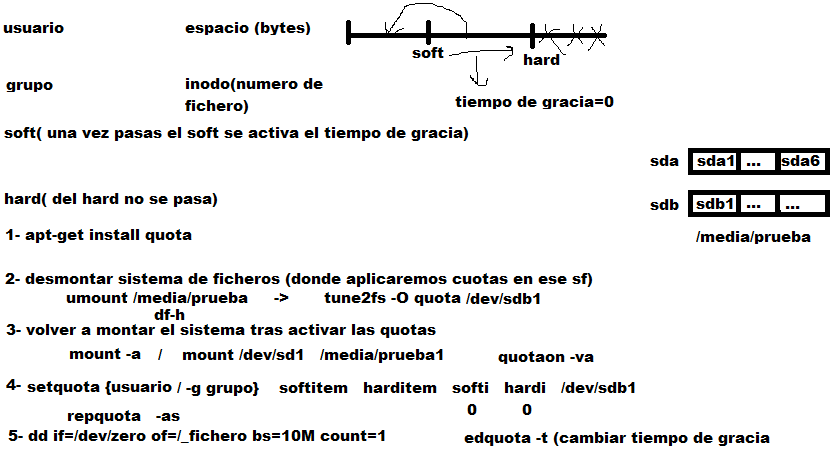 usuario espacio (bytes)
soft hard
grupo inodo(numero de
fichero)
tiempo de gracia=0
soft( una vez pasas el soft se activa el tiempo de gracia)
sda sda1 ... sda6
hard( del hard no se pasa)
sdb sdb1 ... ...
1- apt-get install quota
/media/prueba
2- desmontar sistema de ficheros (donde aplicaremos cuotas en ese sf)
umount /media/prueba -> tune2fs -O quota /dev/sdb1
df-h
3- volver a montar el sistema tras activar las quotas
mount -a / mount /dev/sd1 /media/prueba1 quotaon -va
4- setquota {usuario / -g grupo} softitem harditem softi hardi /dev/sdb1
0 0
repquota -as
5- dd if=/dev/zero of=/_fichero bs=10M count=1 edquota -t (cambiar tiempo de gracia